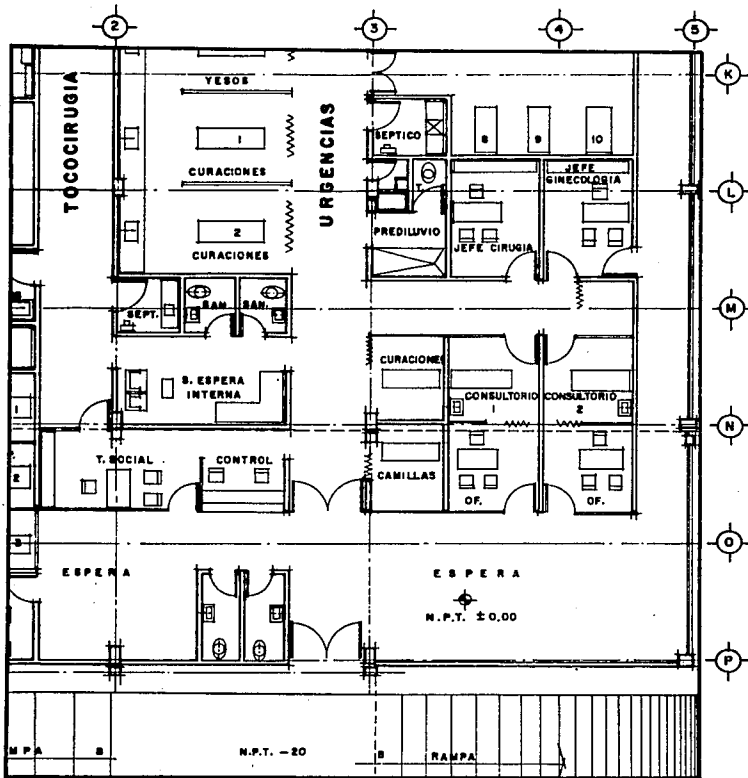 2
3
4
5
K
L
M
N
O
P
TOCOCIRUGIA
YESOS
1
CURACIONES
2
CURACIONES
URGENCIAS
SEPTICO
8
9
10
T.
PREDILUVIO
JEFE CIRUGIA
JEFE
GINECOLOGIA
SEPT.
SAN.
SAN.
S. ESPERA
INTERNA
CURACIONES
CONSULTORIO
1
CONSULTORIO
2
1
2
3
T. SOCIAL
CONTROL
CAMILLAS
OF.
OF.
ESPERA
ESPERA
N.P.T. ±0.00
MPA
B
N.P.T. -20
B
RAMPA